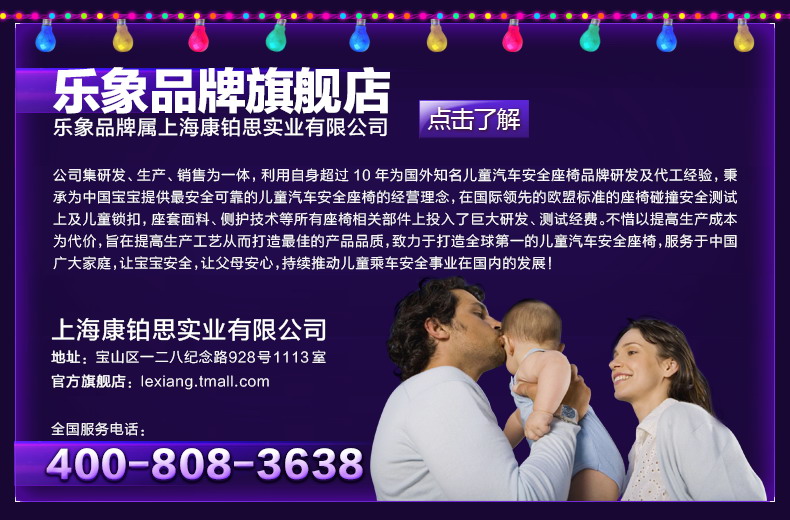 乐象品牌旗舰店
乐象品牌属上海康铂思实业有限公司
点击了解
公司集研发、生产、销售为一体，利用自身超过 10 年为国外知名儿童汽车安全座椅品牌研发及代工经验，秉
承为中国宝宝提供最安全可靠的儿童汽车安全座椅的经营理念，在国际领先的欧盟标准的座椅碰撞安全测试
上及儿童锁扣，座套面料、侧护技术等所有座椅相关部件上投入了巨大研发、测试经费。不惜以提高生产成本
为代价，旨在提高生产工艺从而打造最佳的产品品质，致力于打造全球第一的儿童汽车安全座椅，服务于中国
广大家庭，让宝宝安全，让父母安心，持续推动儿童乘车安全事业在国内的发展！
上海康铂思实业有限公司
地址：宝山区一二八纪念路928号1113室
官方旗舰店：lexiang.tmall.com
全国服务电话：
400-808-3638